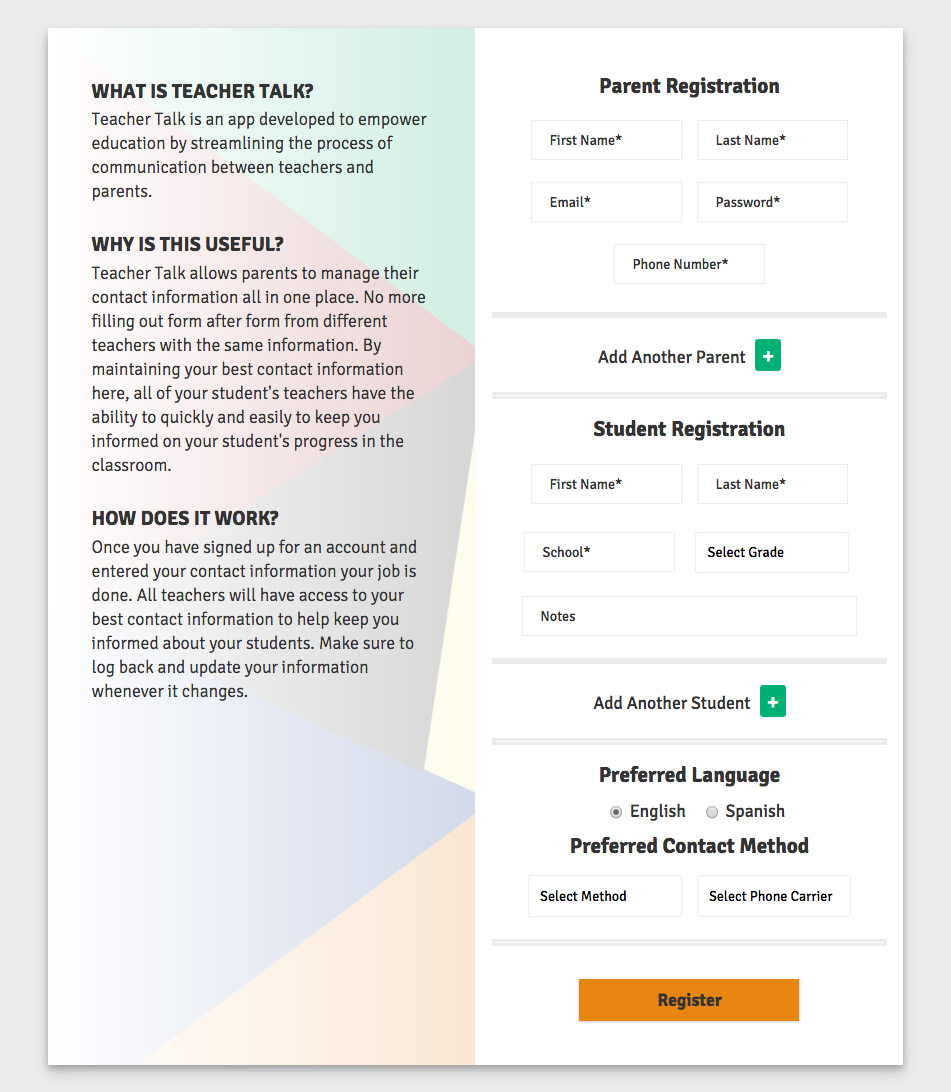 WHAT IS TEACHER TALK?
Teacher Talk is an app developed to empower
education by streamlining the process of
communication between teachers and
parents.
WHY IS THIS USEFUL?
Teacher Talk allows parents to manage their
contact information all in one place. No more
filling out form after form from different
teachers with the same information. By
maintaining your best contact information
here, all of your student's teachers have the
ability to quickly and easily to keep you
informed on your student's progress in the
classroom.
HOW DOES IT WORK?
Once you have signed up for an account and
entered your contact information your job is
done. All teachers will have access to your
best contact information to help keep you
informed about your students. Make sure to
log back and update your information
whenever it changes.
Parent Registration
First Name* Last Name*
Email* Password*
Phone Number*
Add Another Parent +
Student Registration
First Name* Last Name*
School* Select Grade
Notes
Add Another Student +
Preferred Language
English Spanish
Preferred Contact Method
Select Method Select Phone Carrier
Register